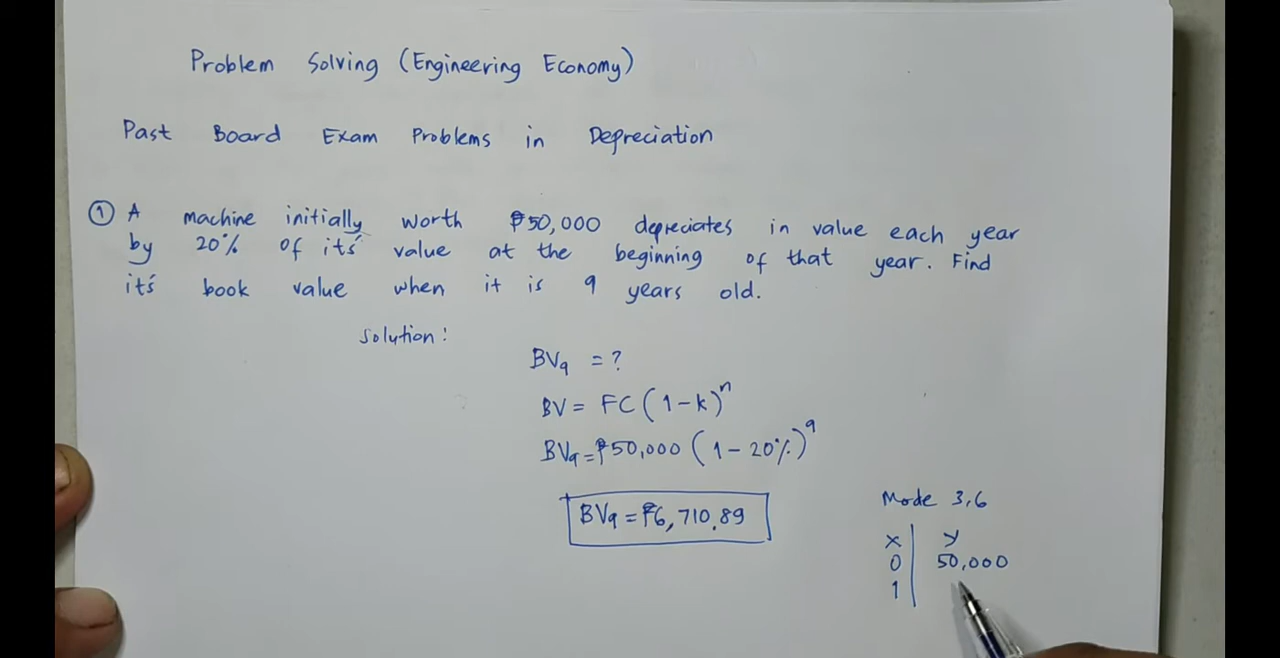 Problem Solving (Engineering Economy)
Past Board Exam Problems in Depreciation
① A machine initially worth ₱50,000 depreciates in value each year
by 20% of it's value at the beginning of that year. Find
it's book value when it is 9 years old.
Solution:
BV₉ = ?
BV = FC(1-k)ⁿ
BV₉ = ₱50,000 (1-20%)⁹
BV₉ = ₱6,710.89
Mode 3,6
x y
0 50,000
1